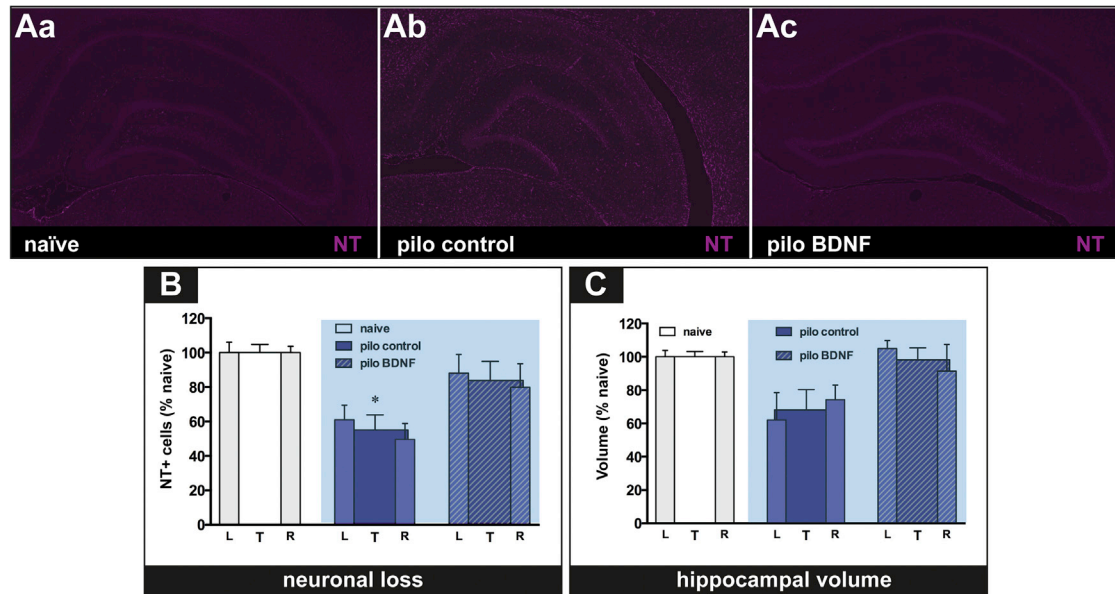 Aa
Ab
Ac
naïve NT
pilo control NT
pilo BDNF NT
B
120
100
80
60
40
20
0
NT+ cells (% naive)
naive
pilo control
pilo BDNF
*
L T R L T R L T R
neuronal loss
C
120
100
80
60
40
20
0
Volume (% naive)
naive
pilo control
pilo BDNF
L T R L T R L T R
hippocampal volume